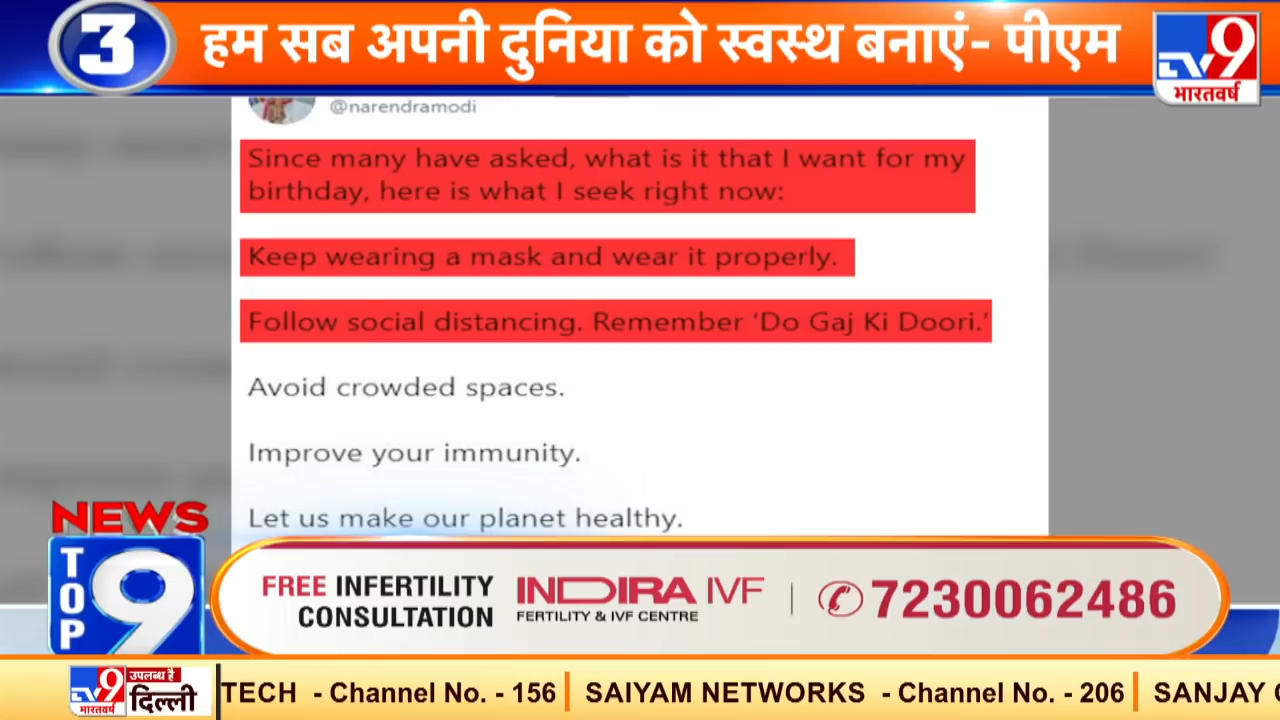 3
हम सब अपनी दुनिया को स्वस्थ बनाएं- पीएम
TV9
भारतवर्ष
@narendramodi
Since many have asked, what is it that I want for my
birthday, here is what I seek right now:
Keep wearing a mask and wear it properly.
Follow social distancing. Remember ‘Do Gaj Ki Doori.’
Avoid crowded spaces.
Improve your immunity.
Let us make our planet healthy.
NEWS
TOP
9
FREE INFERTILITY
CONSULTATION
INDIRA IVF
FERTILITY & IVF CENTRE
7230062486
TV9
भारतवर्ष
उपलब्ध है
दिल्ली
TECH - Channel No. - 156 | SAIYAM NETWORKS - Channel No. - 206 | SANJAY